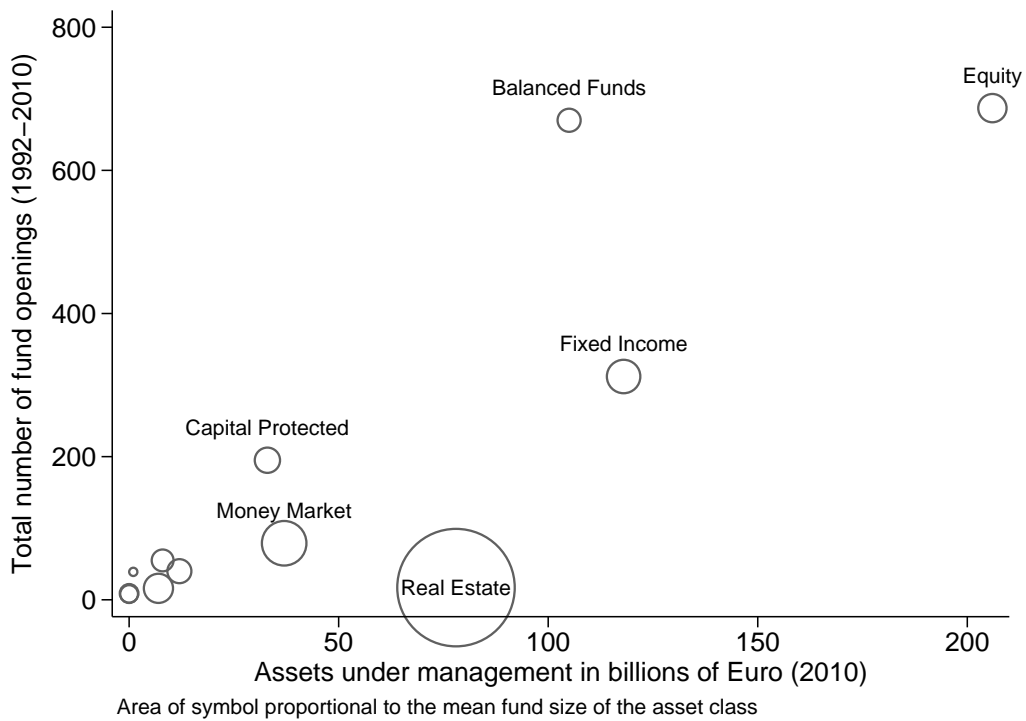 Total number of fund openings (1992–2010)
800
600
400
200
0
Equity
Balanced Funds
Fixed Income
Capital Protected
Money Market
Real Estate
0
50
100
150
200
Assets under management in billions of Euro (2010)
Area of symbol proportional to the mean fund size of the asset class